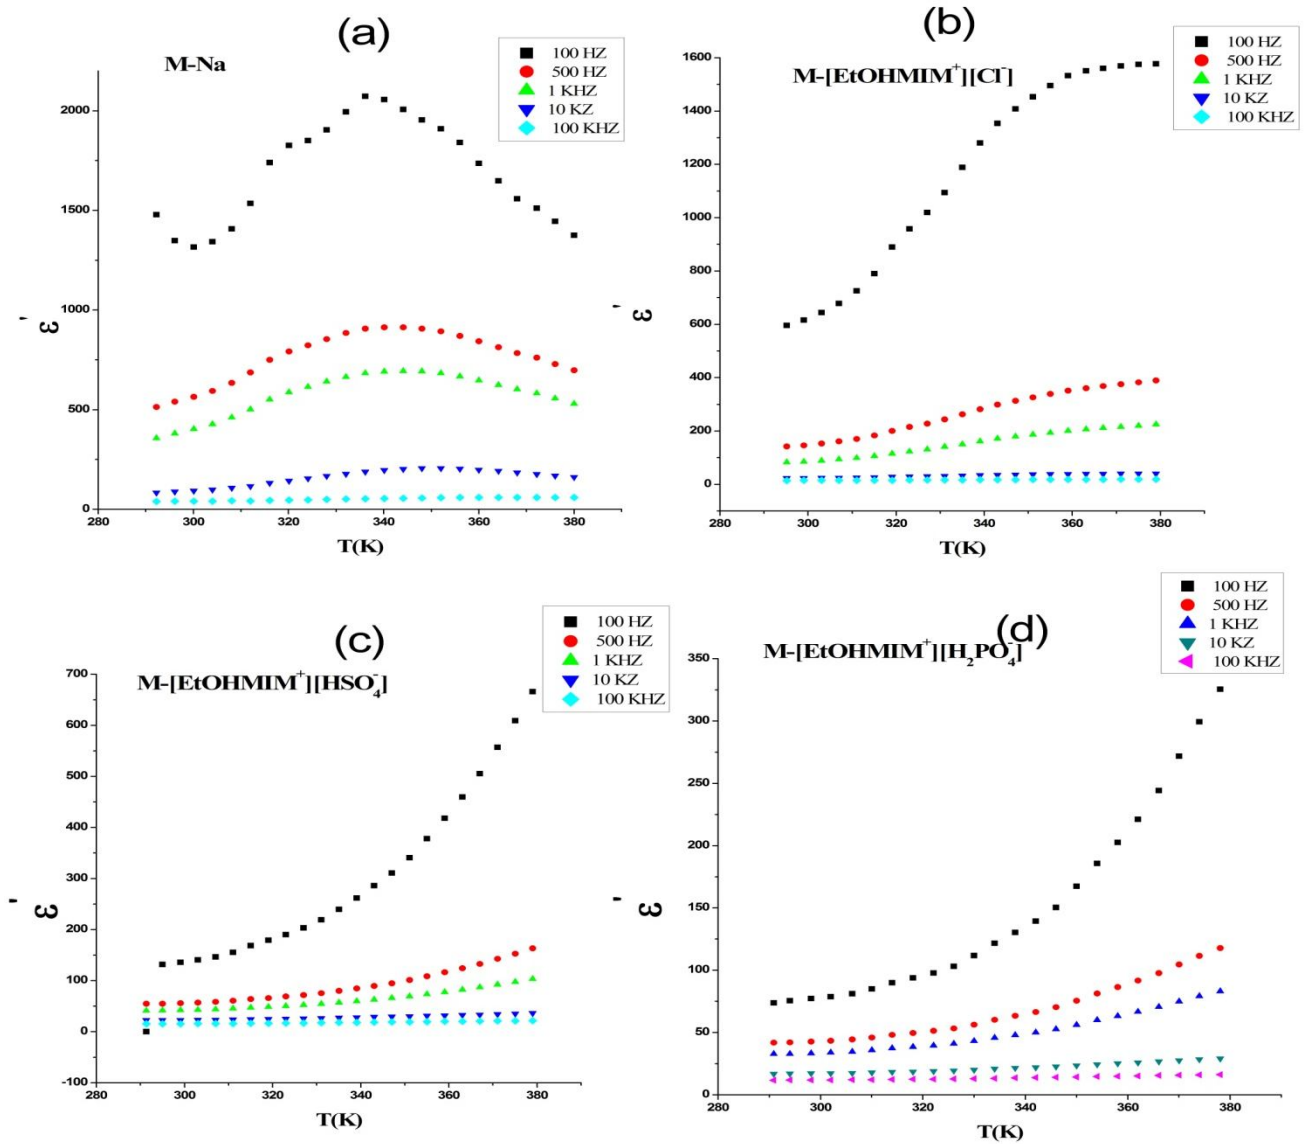 (a)
M-Na
100 HZ
500 HZ
1 KHZ
10 KZ
100 KHZ
2000
1500
1000
500
0
280 300 320 340 360 380
ε'
T(K)
(b)
M-[EtOHMIM⁺][Cl⁻]
100 HZ
500 HZ
1 KHZ
10 KZ
100 KHZ
1600
1400
1200
1000
800
600
400
200
0
280 300 320 340 360 380
ε'
T(K)
(c)
M-[EtOHMIM⁺][HSO₄⁻]
100 HZ
500 HZ
1 KHZ
10 KZ
100 KHZ
700
600
500
400
300
200
100
0
-100
280 300 320 340 360 380
ε'
T(K)
(d)
M-[EtOHMIM⁺][H₂PO₄⁻]
100 HZ
500 HZ
1 KHZ
10 KZ
100 KHZ
350
300
250
200
150
100
50
0
280 300 320 340 360 380
ε'
T(K)